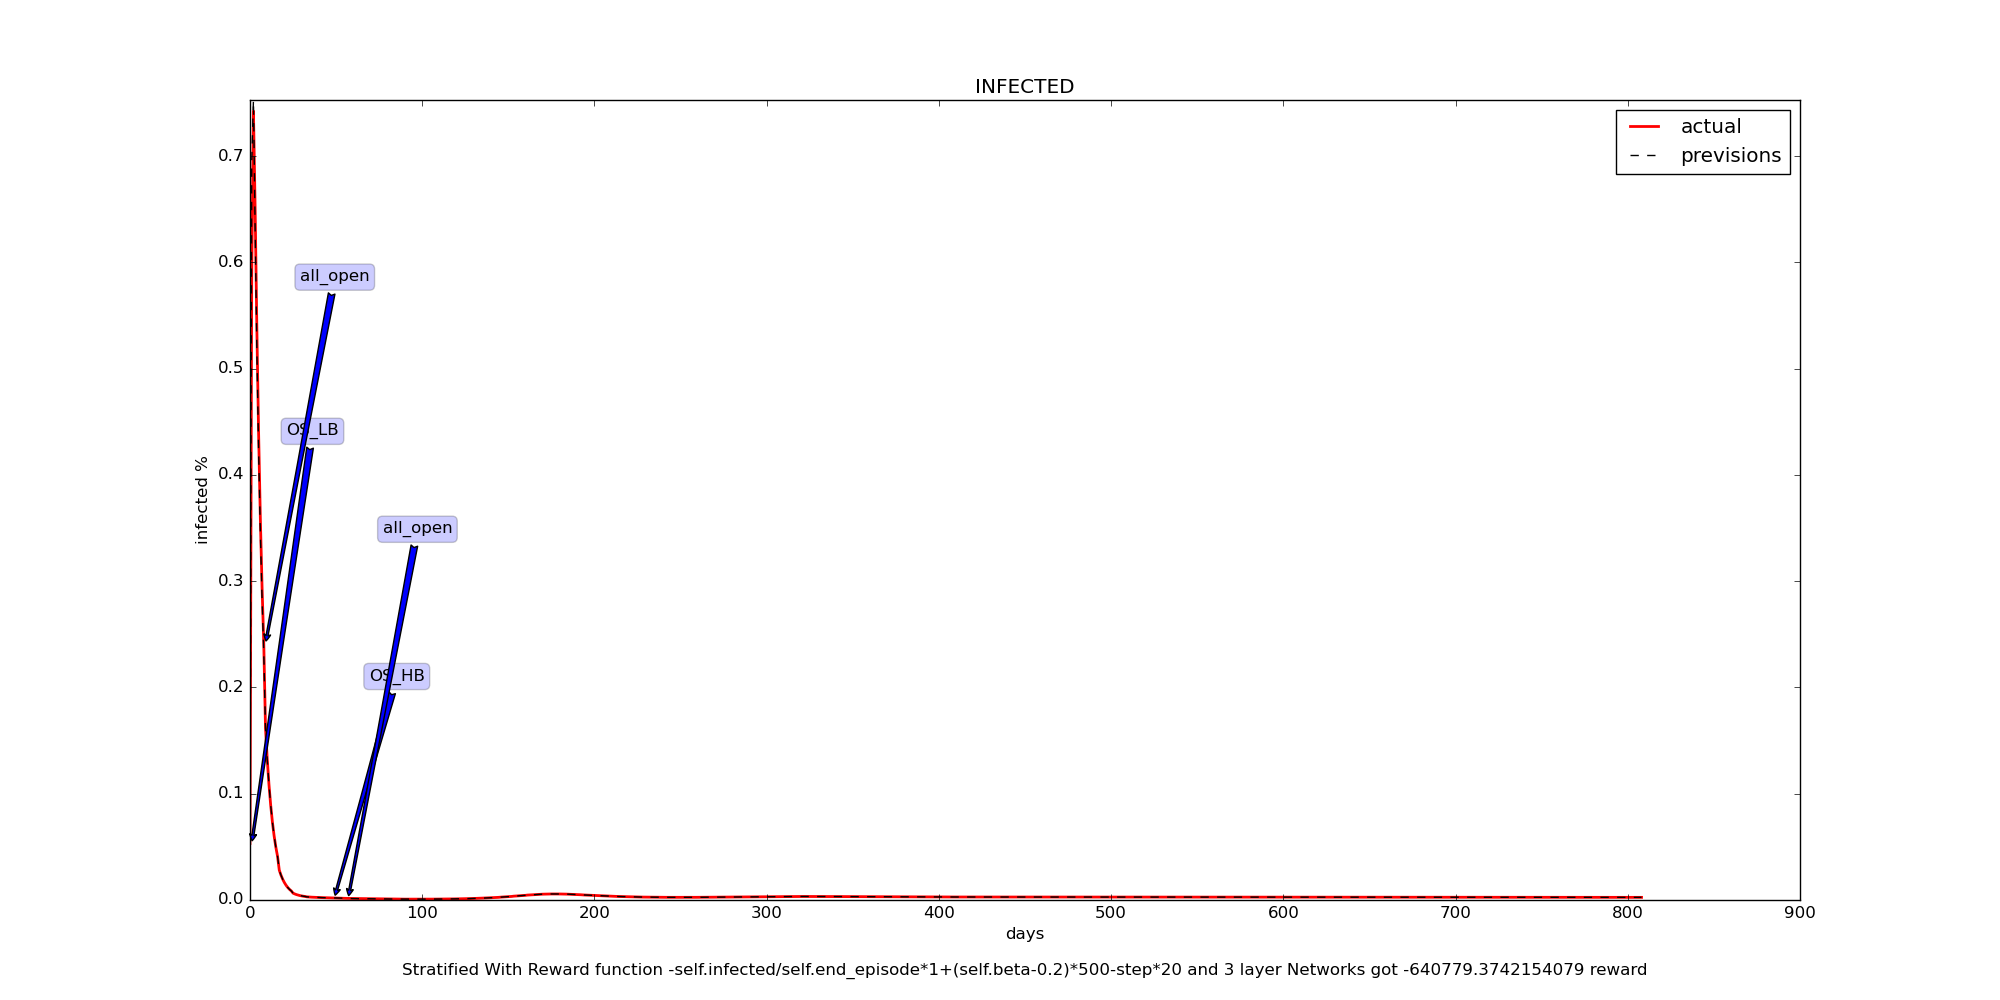 INFECTED
actual
previsions
0.7
0.6
0.5
0.4
0.3
0.2
0.1
0.0
infected %
all_open
OS_LB
all_open
OS_HB
0 100 200 300 400 500 600 700 800 900
days
Stratified With Reward function -self.infected/self.end_episode*1+(self.beta-0.2)*500-step*20 and 3 layer Networks got -640779.3742154079 reward